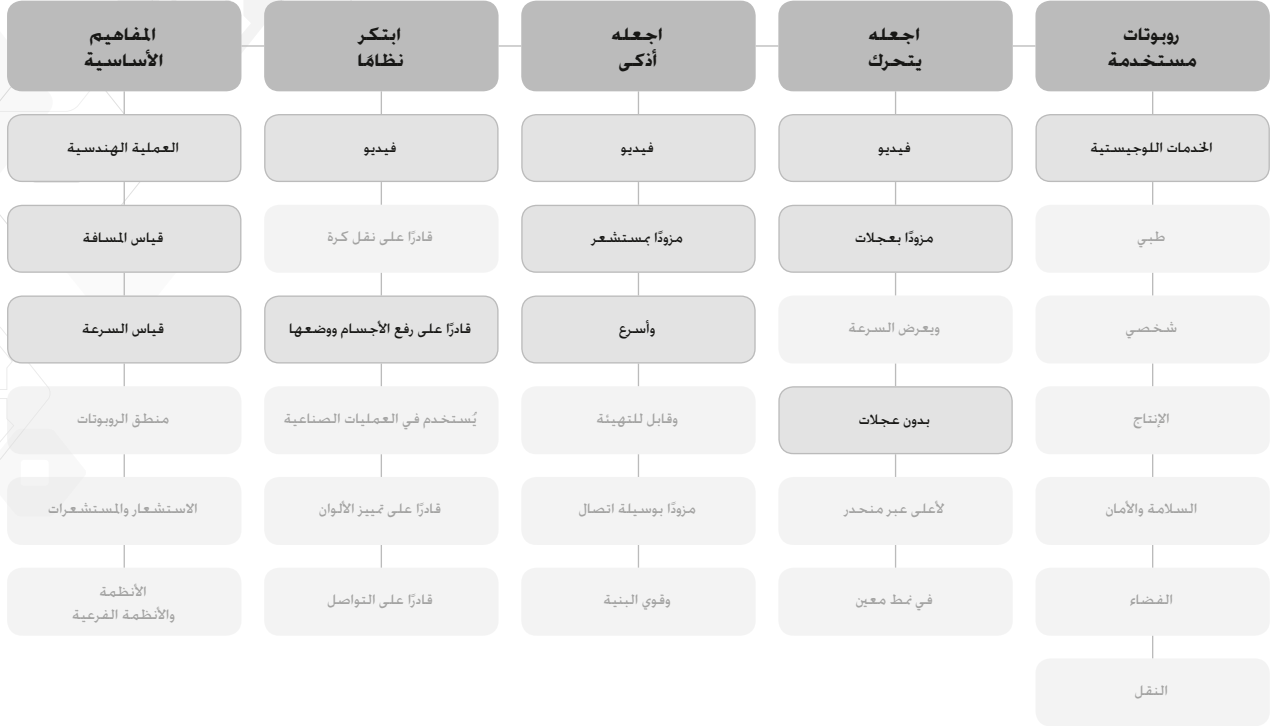 المفاهيم
الأساسية
العملية الهندسية
قياس المسافة
قياس السرعة
منطق الروبوتات
الاستشعار والمستشعرات
الأنظمة
والأنظمة الفرعية
ابتكر
نظامًا
فيديو
قادرًا على نقل كرة
قادرًا على رفع الأجسام ووضعها
يُستخدم في العمليات الصناعية
قادرًا على تمييز الألوان
قادرًا على التواصل
اجعله
أذكى
فيديو
مزودًا بمستشعر
وأسرع
وقابل للتهيئة
مزودًا بوسيلة اتصال
وقوي البنية
اجعله
يتحرك
فيديو
مزودًا بعجلات
ويعرض السرعة
بدون عجلات
لأعلى عبر منحدر
في نمط معين
روبوتات
مستخدمة
الخدمات اللوجيستية
طبي
شخصي
الإنتاج
السلامة والأمان
الفضاء
النقل